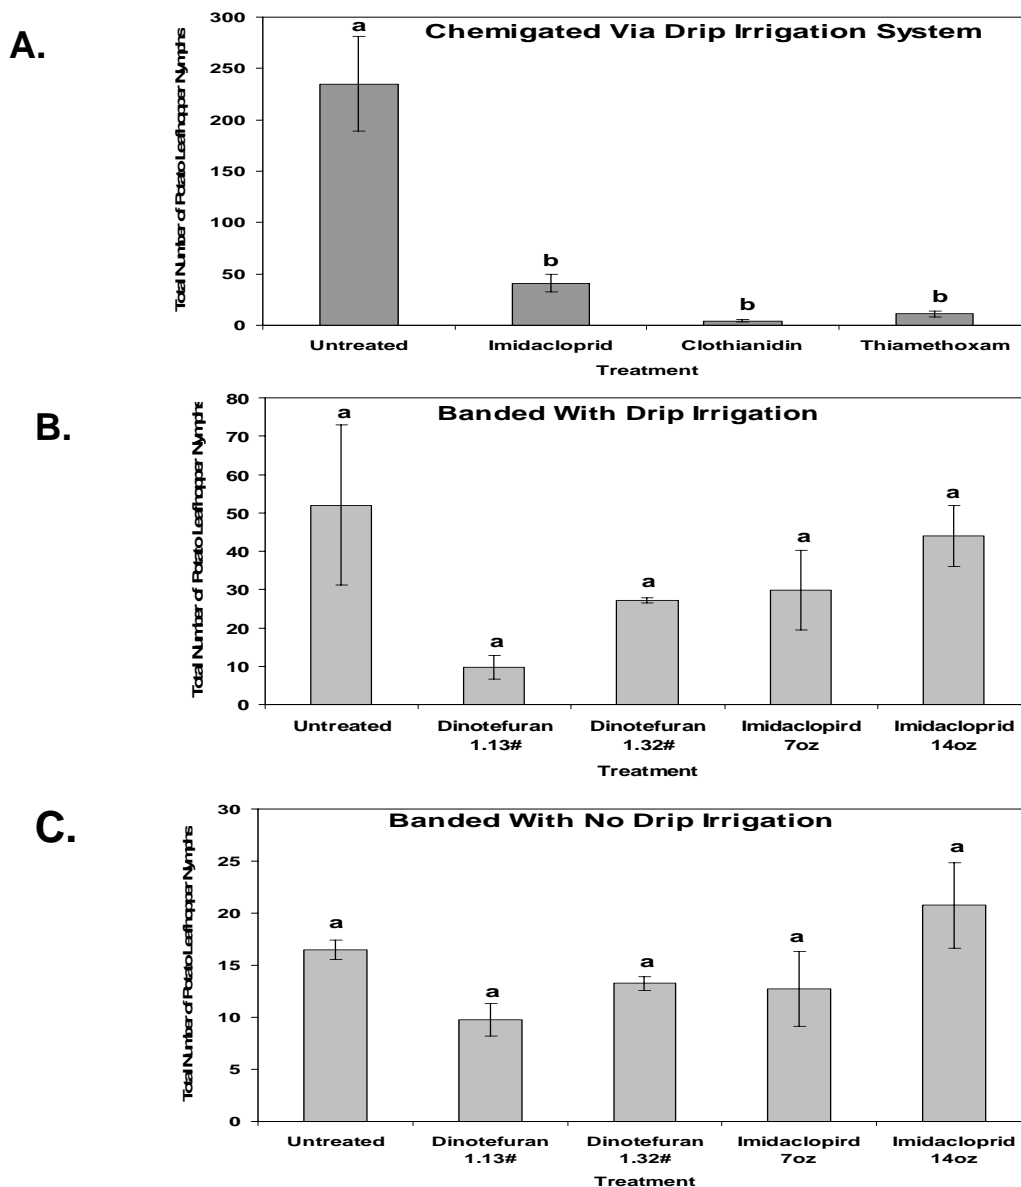 A.
Chemigated Via Drip Irrigation System
Total Number of Potato Leafhopper Nymphs
300
250
200
150
100
50
0
a
b
b
b
Untreated Imidacloprid Clothianidin Thiamethoxam
Treatment
B.
Banded With Drip Irrigation
Total Number of Potato Leafhopper Nymphs
80
70
60
50
40
30
20
10
0
a
a
a
a
a
Untreated Dinotefuran Dinotefuran Imidaclopird Imidacloprid
1.13# 1.32# 7oz 14oz
Treatment
C.
Banded With No Drip Irrigation
Total Number of Potato Leafhopper Nymphs
30
25
20
15
10
5
0
a
a
a
a
a
Untreated Dinotefuran Dinotefuran Imidaclopird Imidacloprid
1.13# 1.32# 7oz 14oz
Treatment